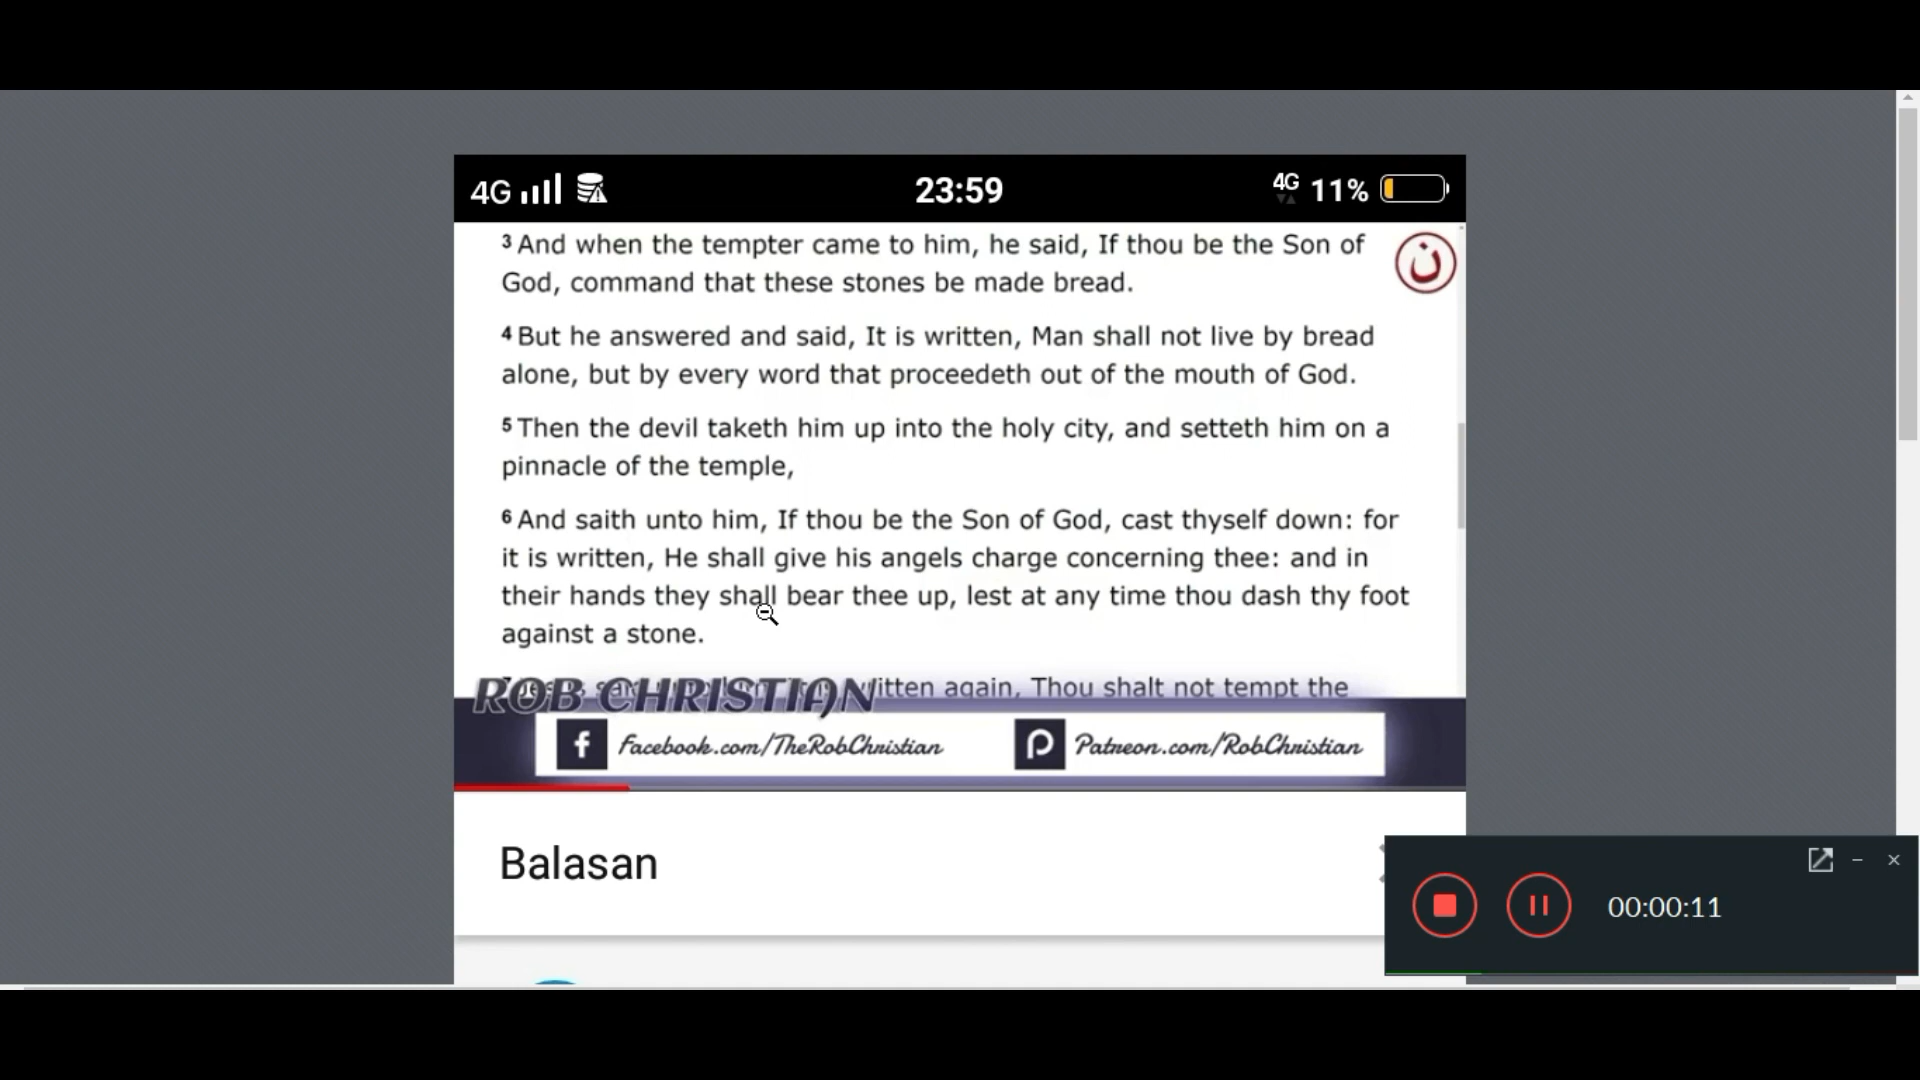 4G 23:59 4G 11%
3 And when the tempter came to him, he said, If thou be the Son of
God, command that these stones be made bread.
ن
4 But he answered and said, It is written, Man shall not live by bread
alone, but by every word that proceedeth out of the mouth of God.
5 Then the devil taketh him up into the holy city, and setteth him on a
pinnacle of the temple,
6 And saith unto him, If thou be the Son of God, cast thyself down: for
it is written, He shall give his angels charge concerning thee: and in
their hands they shall bear thee up, lest at any time thou dash thy foot
against a stone.
written again, Thou shalt not tempt the
ROB CHRISTIAN
Facebook.com/TheRobChristian Patreon.com/RobChristian
Balasan
00:00:11